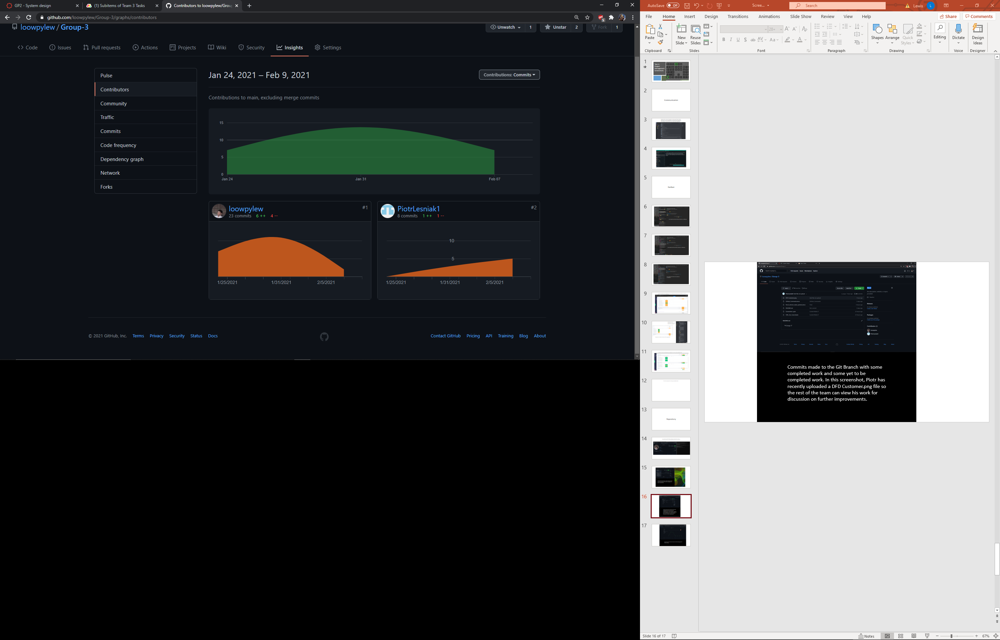 GP2 - System design
(1) Subitems of Team 3 Tasks
Contributors to loowpylew/Grou
github.com/loowpylew/Group-3/graphs/contributors
5
loowpylew / Group-3
Unwatch 1
Unstar 2
Fork 1
Code
Issues
Pull requests
Actions
Projects
Wiki
Security
Insights
Settings
Pulse
Contributors
Community
Traffic
Commits
Code frequency
Dependency graph
Network
Forks
Jan 24, 2021 – Feb 9, 2021
Contributions: Commits
Contributions to main, excluding merge commits
15
10
5
0
Jan 24
Jan 31
Feb 07
loowpylew
#1
23 commits 6 ++ 4 --
1/25/2021
1/31/2021
2/5/2021
PiotrLesniak1
#2
8 commits 1 ++ 1 --
10
5
1/25/2021
1/31/2021
2/5/2021
© 2021 GitHub, Inc.
Terms
Privacy
Security
Status
Docs
Contact GitHub
Pricing
API
Training
Blog
About
AutoSave Off
Scree...
Search
Lewis
L
File
Home
Insert
Design
Transitions
Animations
Slide Show
Review
View
Help
Share
Comments
Paste
Clipboard
New
Slide
Reuse
Slides
Slides
28+
B I U S ab AV Aa A
Font
Paragraph
Shapes
Arrange
Quick
Styles
Drawing
Editing
Dictate
Voice
Design
Ideas
Designer
1
Task 4:
Project
Management
Screenshots
2
Communication
3
4
5
Kanban
6
7
8
9
10
11
12
13
Repository
14
15
16
17
Commits made to the Git Branch with some
completed work and some yet to be
completed work. In this screenshot, Piotr has
recently uploaded a DFD Customer.png file so
the rest of the team can view his work for
discussion on further improvements.
Slide 16 of 17
Notes
67%